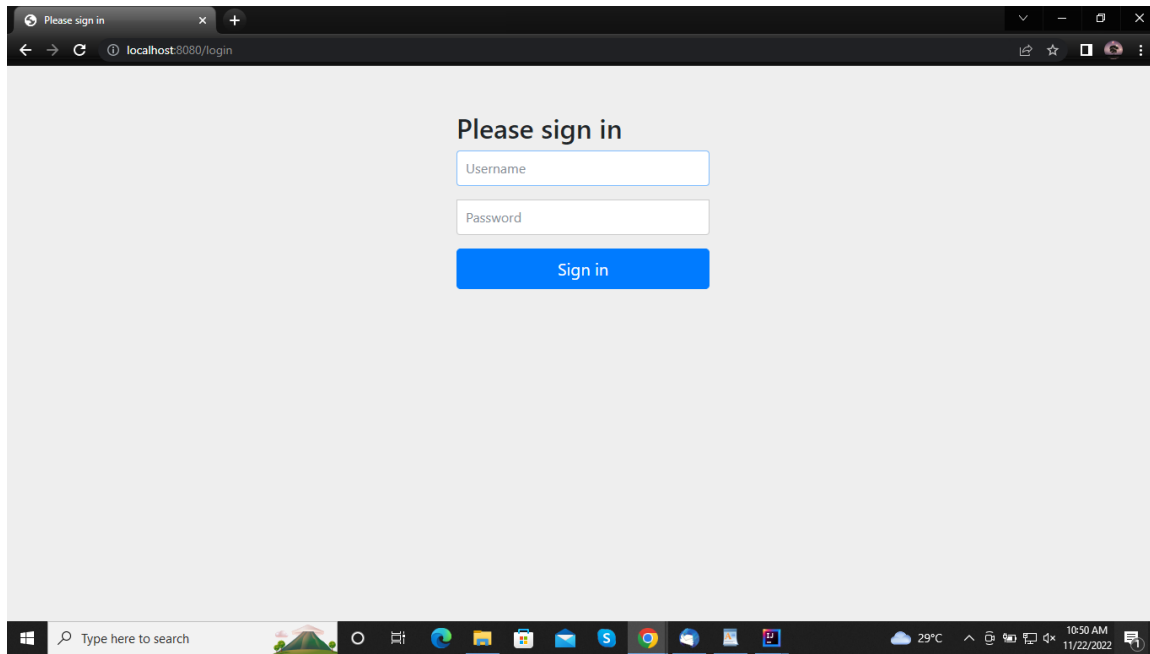 Please sign in
localhost:8080/login
Please sign in
Username
Password
Sign in
Type here to search
29°C
10:50 AM
11/22/2022